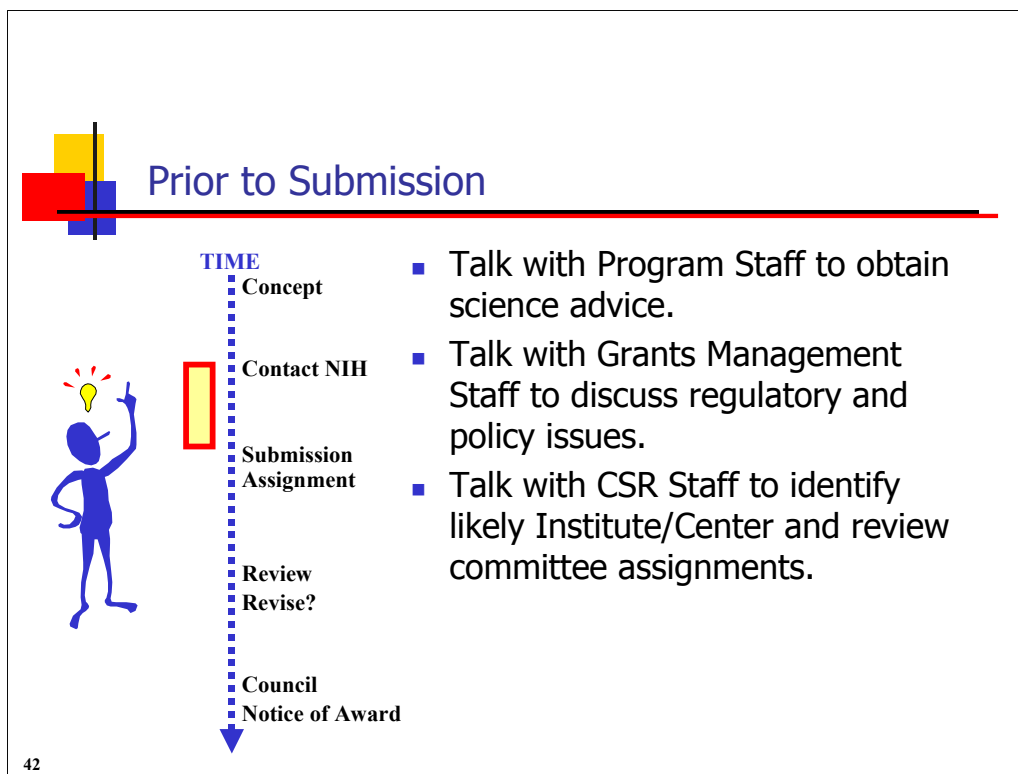 Prior to Submission
TIME
Concept
Contact NIH
Submission
Assignment
Review
Revise?
Council
Notice of Award
Talk with Program Staff to obtain
science advice.
Talk with Grants Management
Staff to discuss regulatory and
policy issues.
Talk with CSR Staff to identify
likely Institute/Center and review
committee assignments.
42